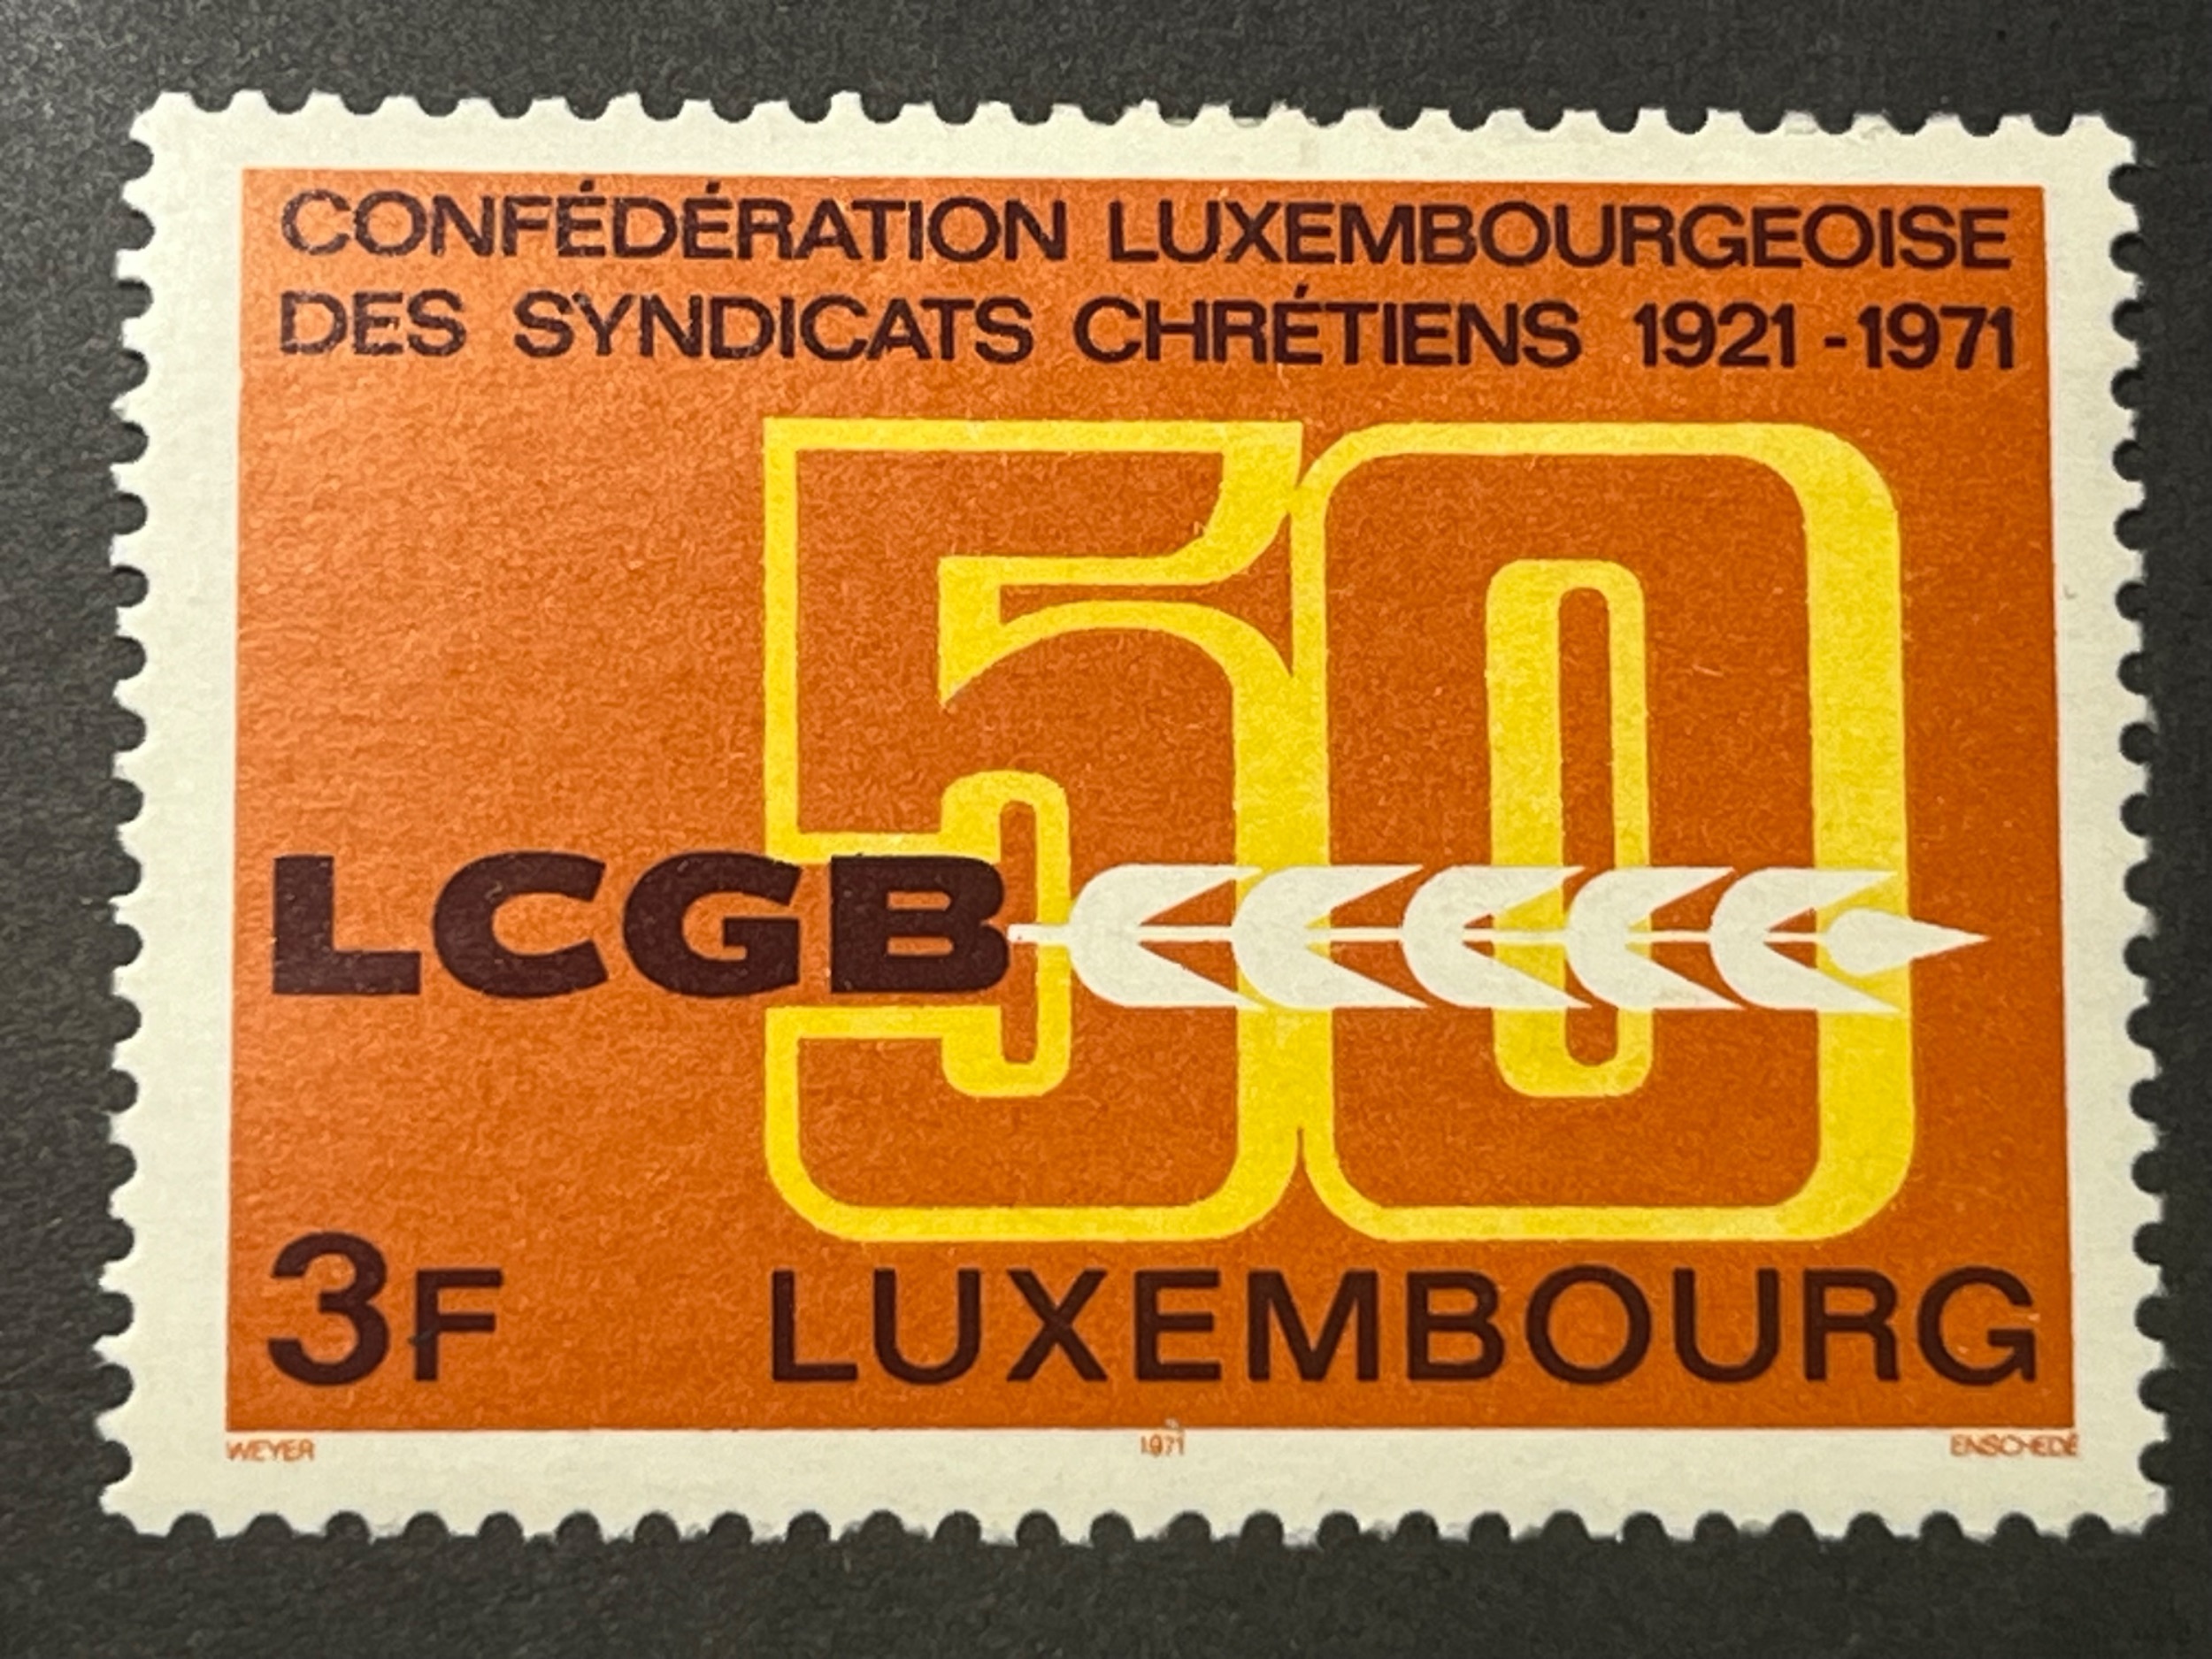 CONFÉDÉRATION LUXEMBOURGEOISE
DES SYNDICATS CHRÉTIENS 1921-1971
50
LCGB
3F LUXEMBOURG
WEYER 1971 ENSCHEDÉ